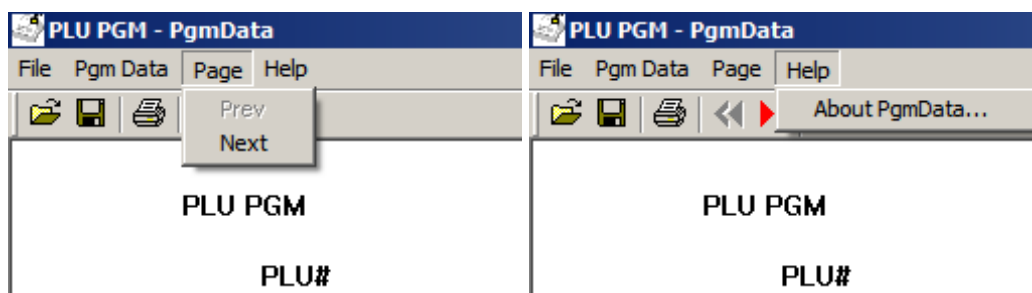 PLU PGM - PgmData
File Pgm Data Page Help
Prev
Next
PLU PGM
PLU#
PLU PGM - PgmData
File Pgm Data Page Help
About PgmData...
PLU PGM
PLU#